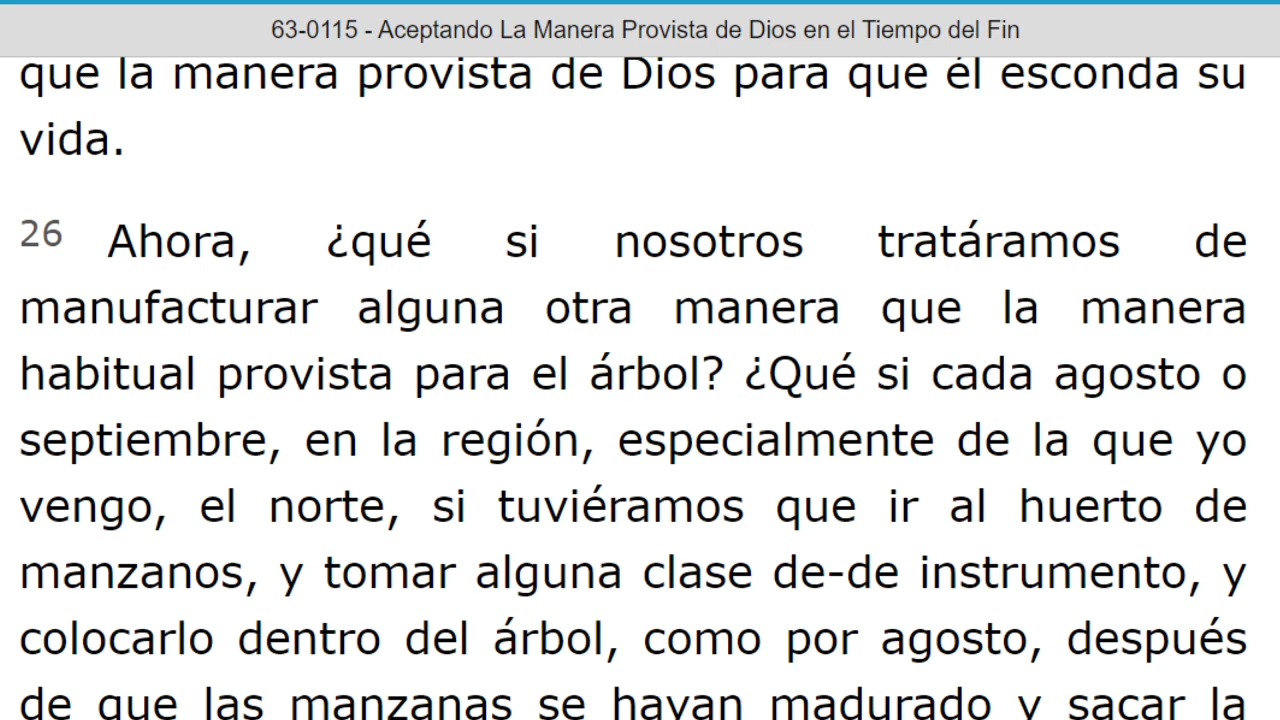 63-0115 - Aceptando La Manera Provista de Dios en el Tiempo del Fin
que la manera provista de Dios para que él esconda su
vida.
26 Ahora, ¿qué si nosotros tratáramos de
manufacturar alguna otra manera que la manera
habitual provista para el árbol? ¿Qué si cada agosto o
septiembre, en la región, especialmente de la que yo
vengo, el norte, si tuviéramos que ir al huerto de
manzanos, y tomar alguna clase de-de instrumento, y
colocarlo dentro del árbol, como por agosto, después
de que las manzanas se hayan madurado y sacar la